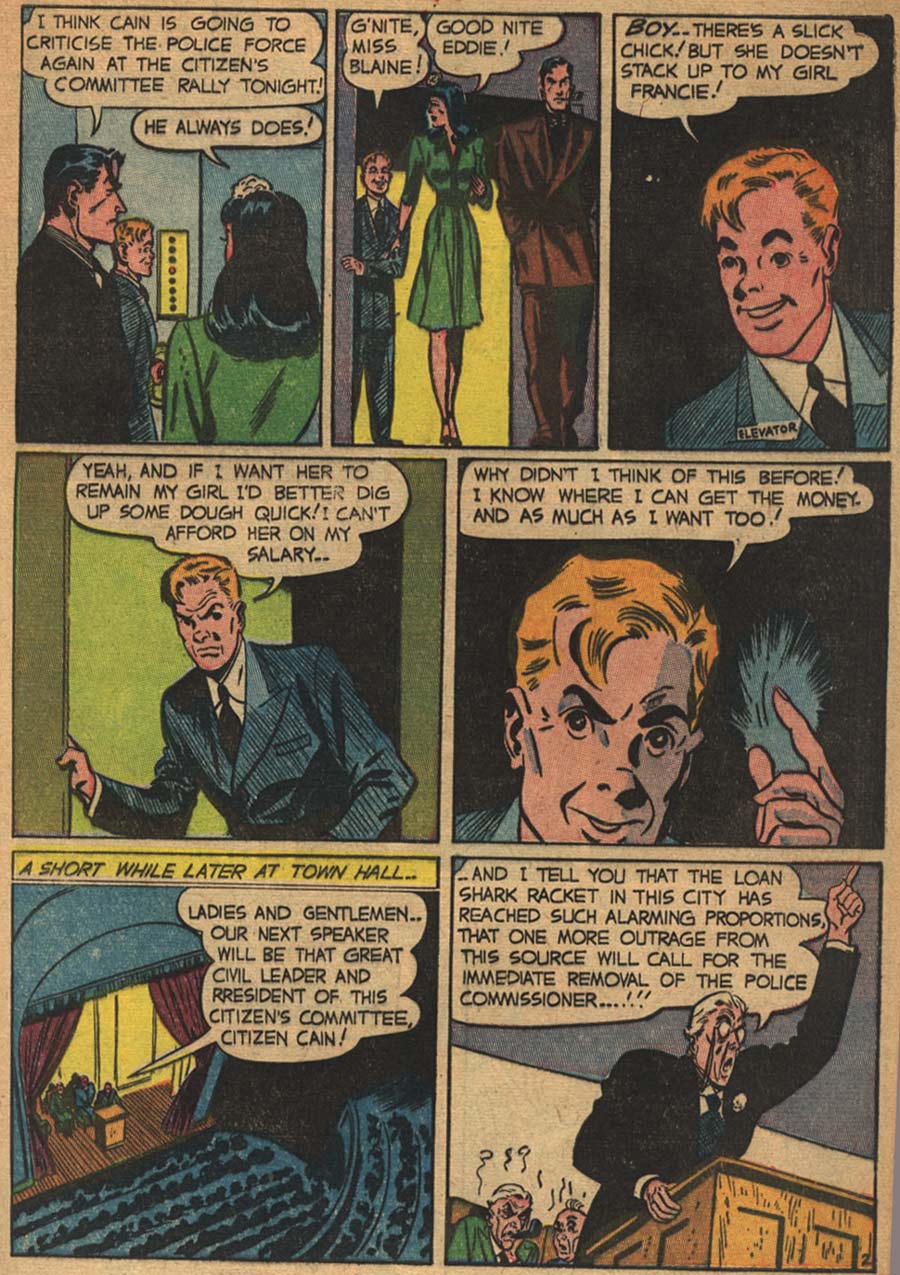 I THINK CAIN IS GOING TO
CRITICISE THE POLICE FORCE
AGAIN AT THE CITIZEN'S
COMMITTEE RALLY TONIGHT!
HE ALWAYS DOES!
G'NITE,
MISS
BLAINE!
GOOD NITE
EDDIE!
BOY.. THERE'S A SLICK
CHICK! BUT SHE DOESN'T
STACK UP TO MY GIRL
FRANCIE!
ELEVATOR
YEAH, AND IF I WANT HER TO
REMAIN MY GIRL I'D BETTER DIG
UP SOME DOUGH QUICK! I CAN'T
AFFORD HER ON MY
SALARY..
WHY DIDN'T I THINK OF THIS BEFORE!
I KNOW WHERE I CAN GET THE MONEY.
AND AS MUCH AS I WANT TOO!
A SHORT WHILE LATER AT TOWN HALL..
LADIES AND GENTLEMEN..
OUR NEXT SPEAKER
WILL BE THAT GREAT
CIVIL LEADER AND
RRESIDENT OF THIS
CITIZEN'S COMMITTEE,
CITIZEN CAIN!
.. AND I TELL YOU THAT THE LOAN
SHARK RACKET IN THIS CITY HAS
REACHED SUCH ALARMING PROPORTIONS,
THAT ONE MORE OUTRAGE FROM
THIS SOURCE WILL CALL FOR THE
IMMEDIATE REMOVAL OF THE POLICE
COMMSSIONER....!!!
2